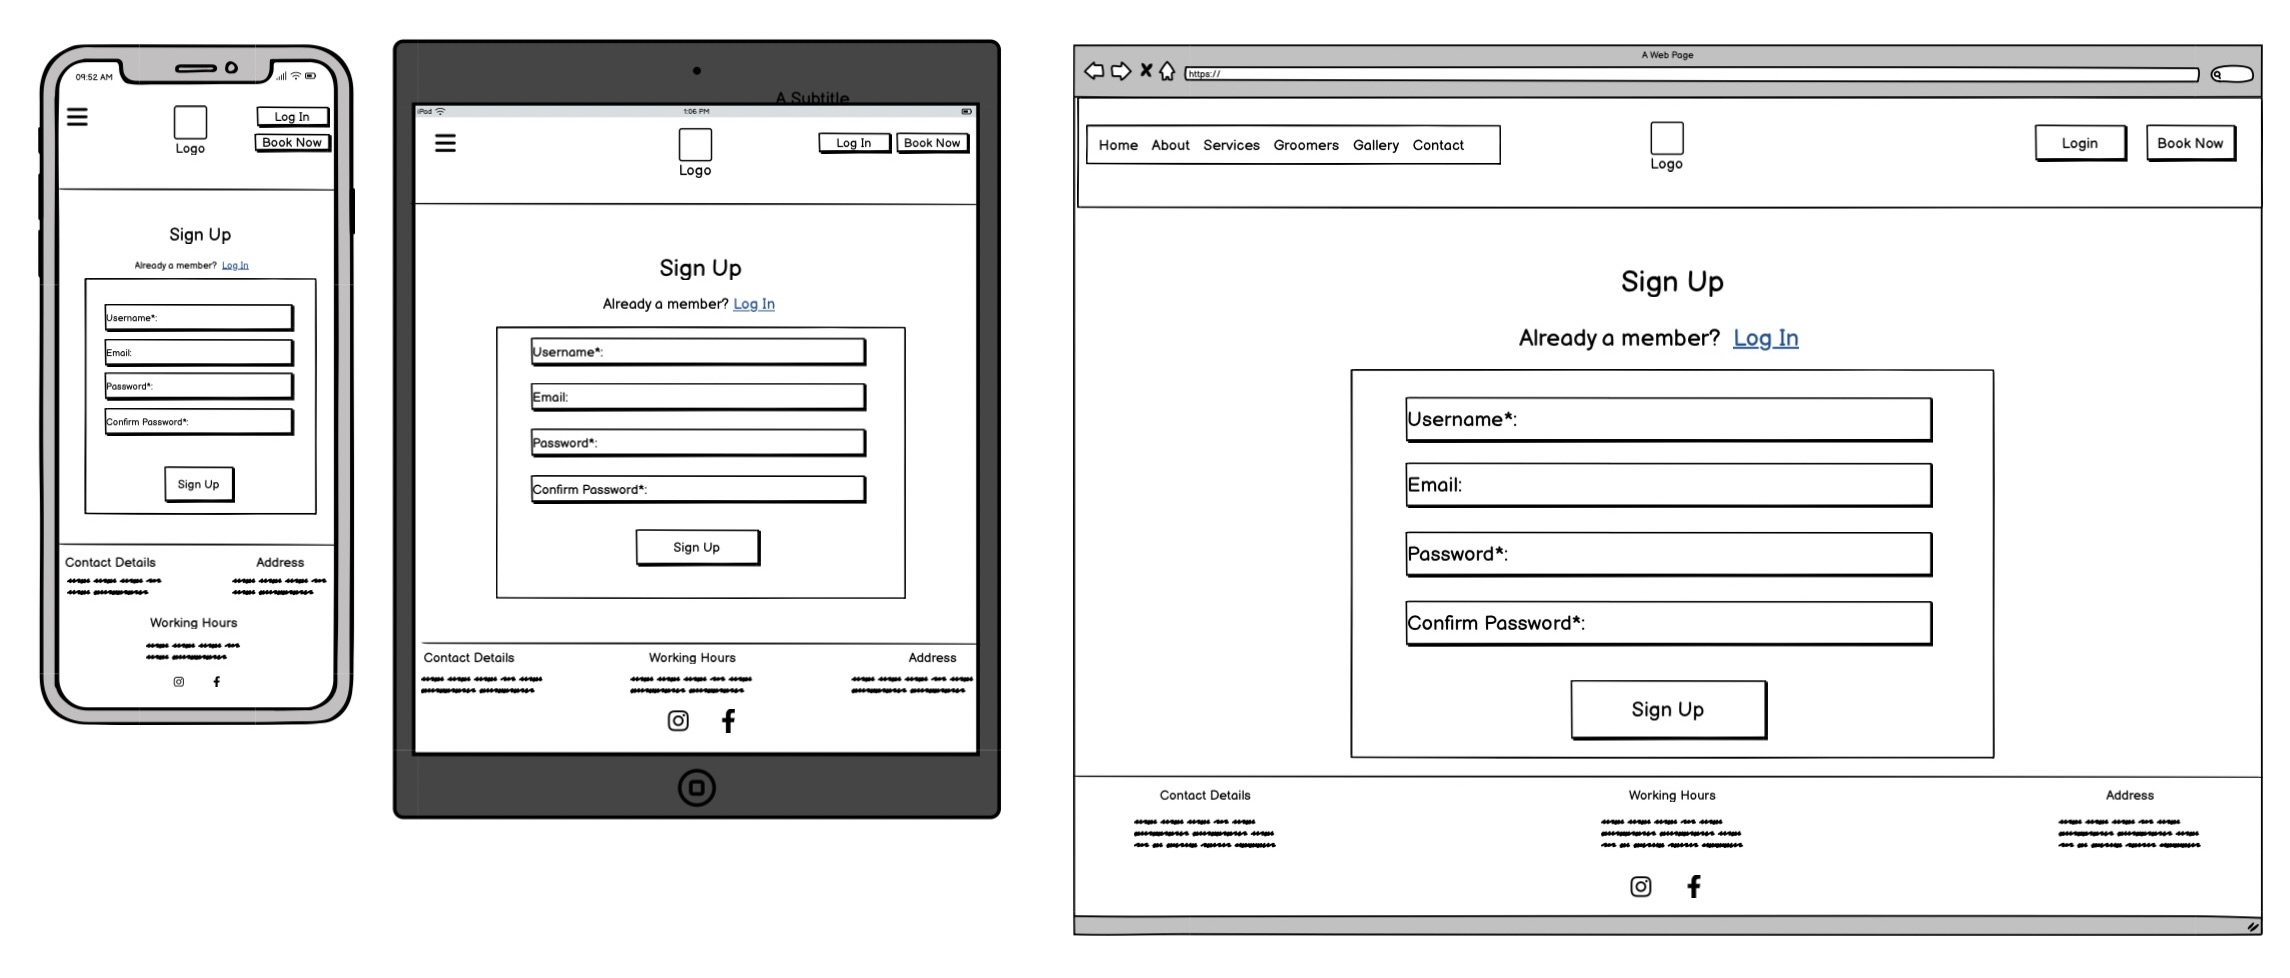 09:52 AM
Log In
Book Now
Logo
Sign Up
Already a member? Log In
Username*:
Email:
Password*:
Confirm Password*:
Sign Up
Contact Details
Address
Working Hours
A Subtitle
iPad
1:06 PM
Log In
Book Now
Logo
Sign Up
Already a member? Log In
Username*:
Email:
Password*:
Confirm Password*:
Sign Up
Contact Details
Working Hours
Address
A Web Page
https://
Home About Services Groomers Gallery Contact
Logo
Login
Book Now
Sign Up
Already a member? Log In
Username*:
Email:
Password*:
Confirm Password*:
Sign Up
Contact Details
Working Hours
Address